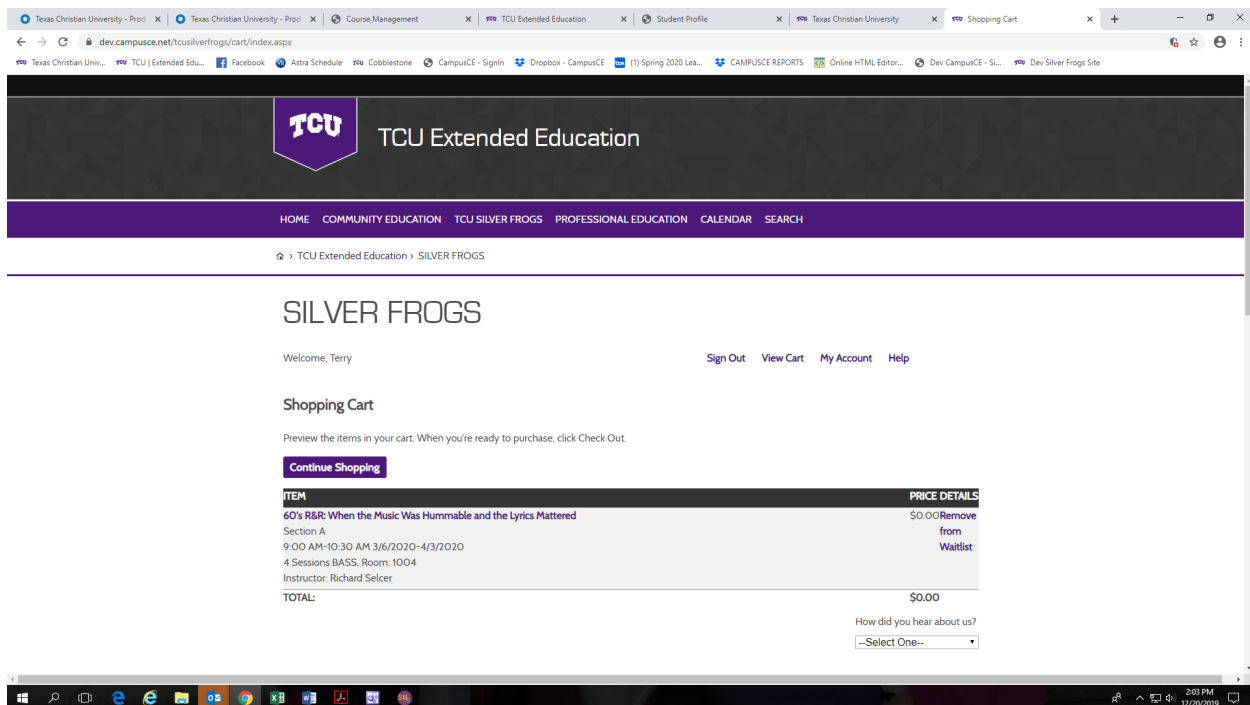 Texas Christian University - Prod Texas Christian University - Prod Course Management TCU Extended Education Student Profile Texas Christian University Shopping Cart
dev.campusce.net/tcusilverfrogs/cart/index.aspx
Texas Christian Univ... TCU | Extended Edu... Facebook Astra Schedule Cobblestone CampusCE - SignIn Dropbox - CampusCE (1) Spring 2020 Lea... CAMPUSCE REPORTS Online HTML Editor... Dev CampusCE - Si... Dev Silver Frogs Site
TCU
TCU Extended Education
HOME COMMUNITY EDUCATION TCU SILVER FROGS PROFESSIONAL EDUCATION CALENDAR SEARCH
> TCU Extended Education > SILVER FROGS
SILVER FROGS
Welcome, Terry
Sign Out View Cart My Account Help
Shopping Cart
Preview the items in your cart. When you're ready to purchase, click Check Out.
Continue Shopping
ITEM PRICE DETAILS
60's R&R: When the Music Was Hummable and the Lyrics Mattered $0.00 Remove
Section A from
9:00 AM-10:30 AM 3/6/2020-4/3/2020 Waitlist
4 Sessions BASS, Room: 1004
Instructor: Richard Selcer
TOTAL: $0.00
How did you hear about us?
--Select One--
2:03 PM
12/20/2019